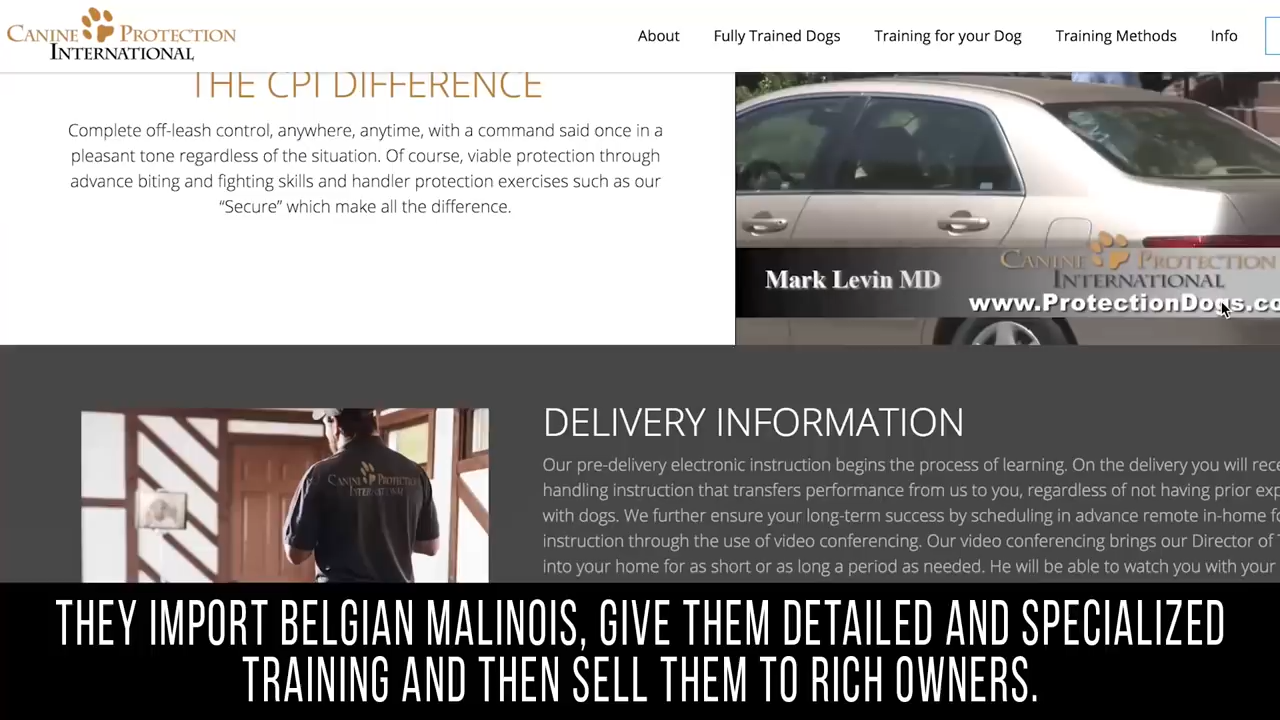 CANINE PROTECTION
INTERNATIONAL
About
Fully Trained Dogs
Training for your Dog
Training Methods
Info
THE CPI DIFFERENCE
Complete off-leash control, anywhere, anytime, with a command said once in a
pleasant tone regardless of the situation. Of course, viable protection through
advance biting and fighting skills and handler protection exercises such as our
“Secure” which make all the difference.
Mark Levin MD
CANINE PROTECTION
INTERNATIONAL
www.ProtectionDogs.co
CANINE PROTECTION
INTERNATIONAL
DELIVERY INFORMATION
Our pre-delivery electronic instruction begins the process of learning. On the delivery you will rece
handling instruction that transfers performance from us to you, regardless of not having prior exp
with dogs. We further ensure your long-term success by scheduling in advance remote in-home fo
instruction through the use of video conferencing. Our video conferencing brings our Director of T
into your home for as short or as long a period as needed. He will be able to watch you with your
THEY IMPORT BELGIAN MALINOIS, GIVE THEM DETAILED AND SPECIALIZED
TRAINING AND THEN SELL THEM TO RICH OWNERS.